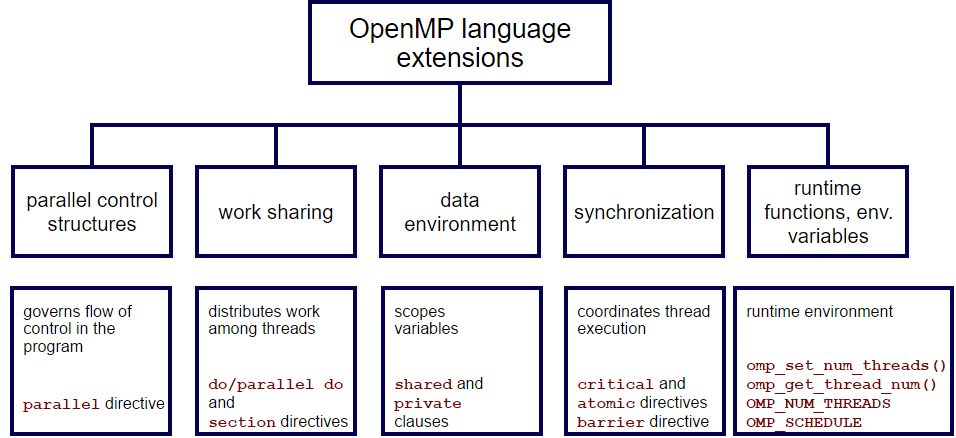 OpenMP language
extensions
parallel control
structures
work sharing
data
environment
synchronization
runtime
functions, env.
variables
governs flow of
control in the
program
parallel directive
distributes work
among threads
do/parallel do
and
section directives
scopes
variables
shared and
private
clauses
coordinates thread
execution
critical and
atomic directives
barrier directive
runtime environment
omp_set_num_threads()
omp_get_thread_num()
OMP_NUM_THREADS
OMP_SCHEDULE